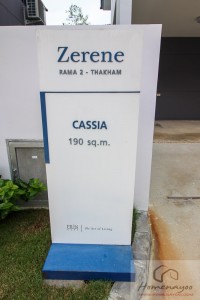 Zerene
RAMA 2 - THAKHAM
CASSIA
190 sq.m.
Homenayoo